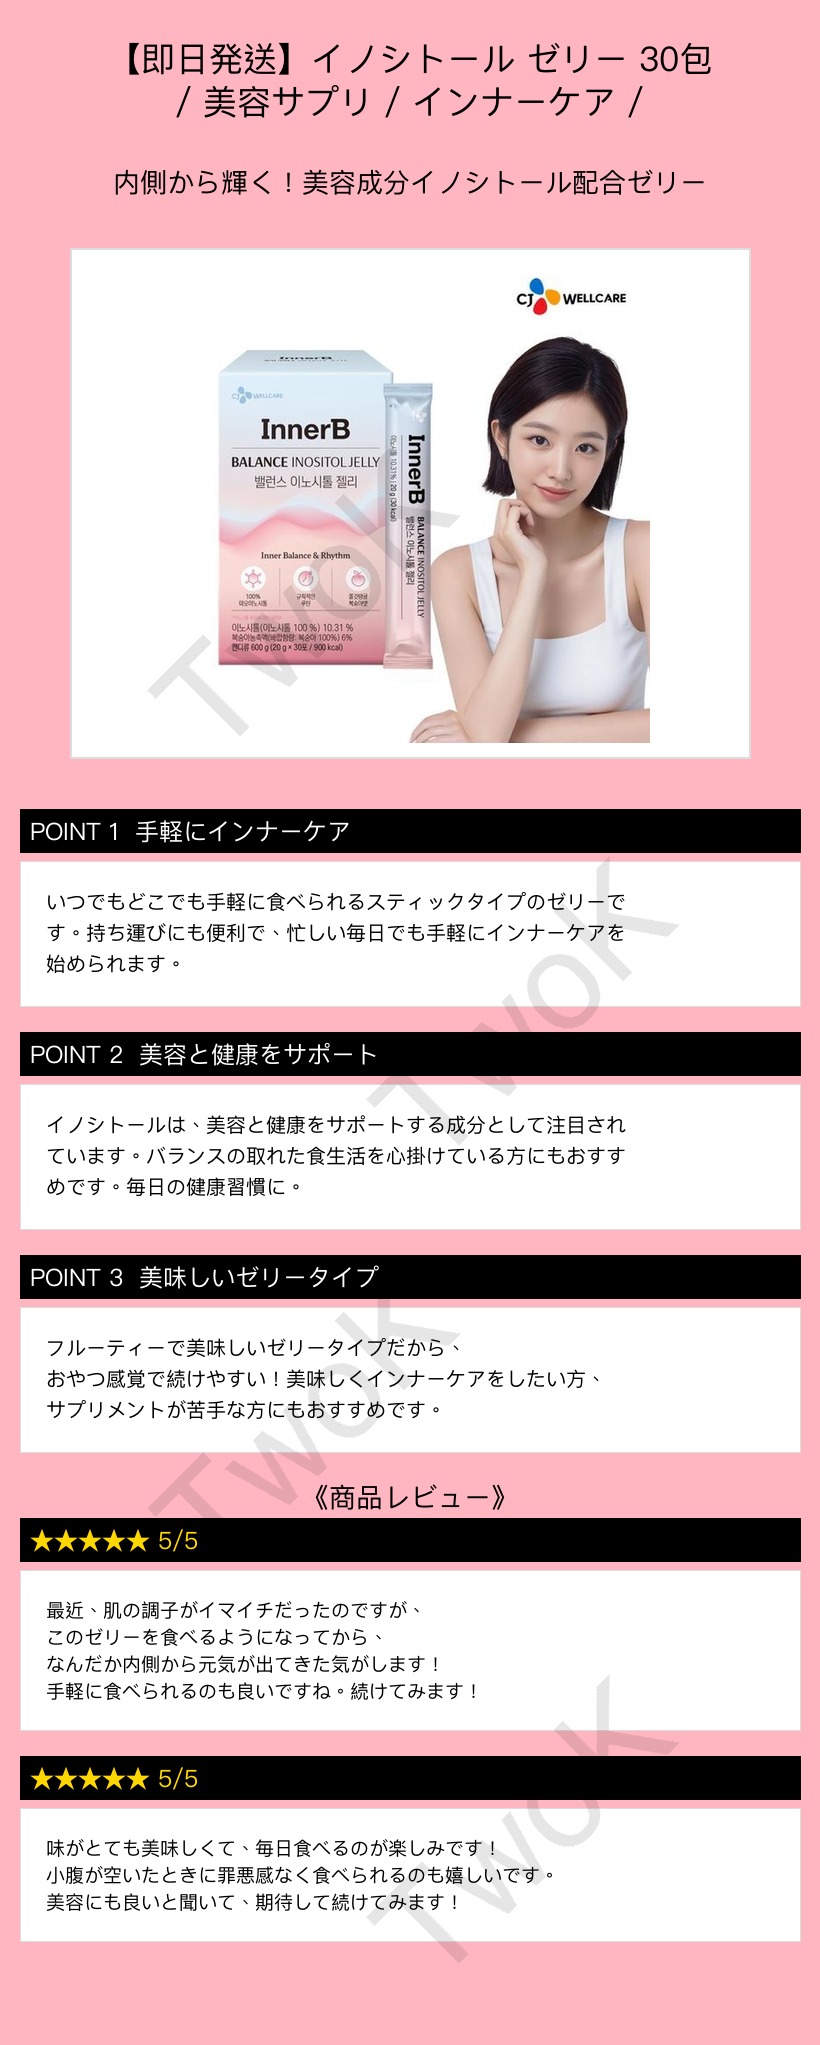 【即日発送】イノシトール ゼリー 30包
/ 美容サプリ / インナーケア /
内側から輝く！美容成分イノシトール配合ゼリー
CJ WELLCARE
InnerB
CJ WELLCARE
InnerB
BALANCE INOSITOL JELLY
밸런스 이노시톨 젤리
Inner Balance & Rhythm
100%
미오이노시톨
규칙적인
루틴
쫄깃탱글
복숭아맛
이노시톨(이노시톨 100 %) 10.31 %
복숭아농축액(배합함량: 복숭아 100%) 6%
캔디류 600 g (20 g × 30포 / 900 kcal)
InnerB
BALANCE INOSITOL JELLY
밸런스 이노시톨 젤리
이노시톨 10.31% | 20 g (30 kcal)
TwoK
POINT 1 手軽にインナーケア
いつでもどこでも手軽に食べられるスティックタイプのゼリーで
す。持ち運びにも便利で、忙しい毎日でも手軽にインナーケアを
始められます。
TwoK
POINT 2 美容と健康をサポート
イノシトールは、美容と健康をサポートする成分として注目され
ています。バランスの取れた食生活を心掛けている方にもおすす
めです。毎日の健康習慣に。
POINT 3 美味しいゼリータイプ
フルーティーで美味しいゼリータイプだから、
おやつ感覚で続けやすい！美味しくインナーケアをしたい方、
サプリメントが苦手な方にもおすすめです。
TwoK
《商品レビュー》
★★★★★ 5/5
最近、肌の調子がイマイチだったのですが、
このゼリーを食べるようになってから、
なんだか内側から元気が出てきた気がします！
手軽に食べられるのも良いですね。続けてみます！
★★★★★ 5/5
味がとても美味しくて、毎日食べるのが楽しみです！
小腹が空いたときに罪悪感なく食べられるのも嬉しいです。
美容にも良いと聞いて、期待して続けてみます！
TwoK